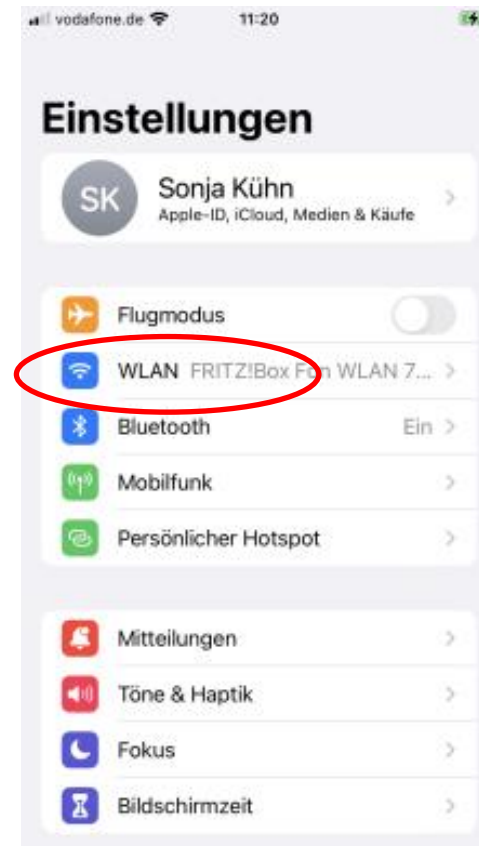 vodafone.de 11:20
Einstellungen
SK
Sonja Kühn
Apple-ID, iCloud, Medien & Käufe
Flugmodus
WLAN FRITZ!Box Fon WLAN 7...
Bluetooth Ein
Mobilfunk
Persönlicher Hotspot
Mitteilungen
Töne & Haptik
Fokus
Bildschirmzeit